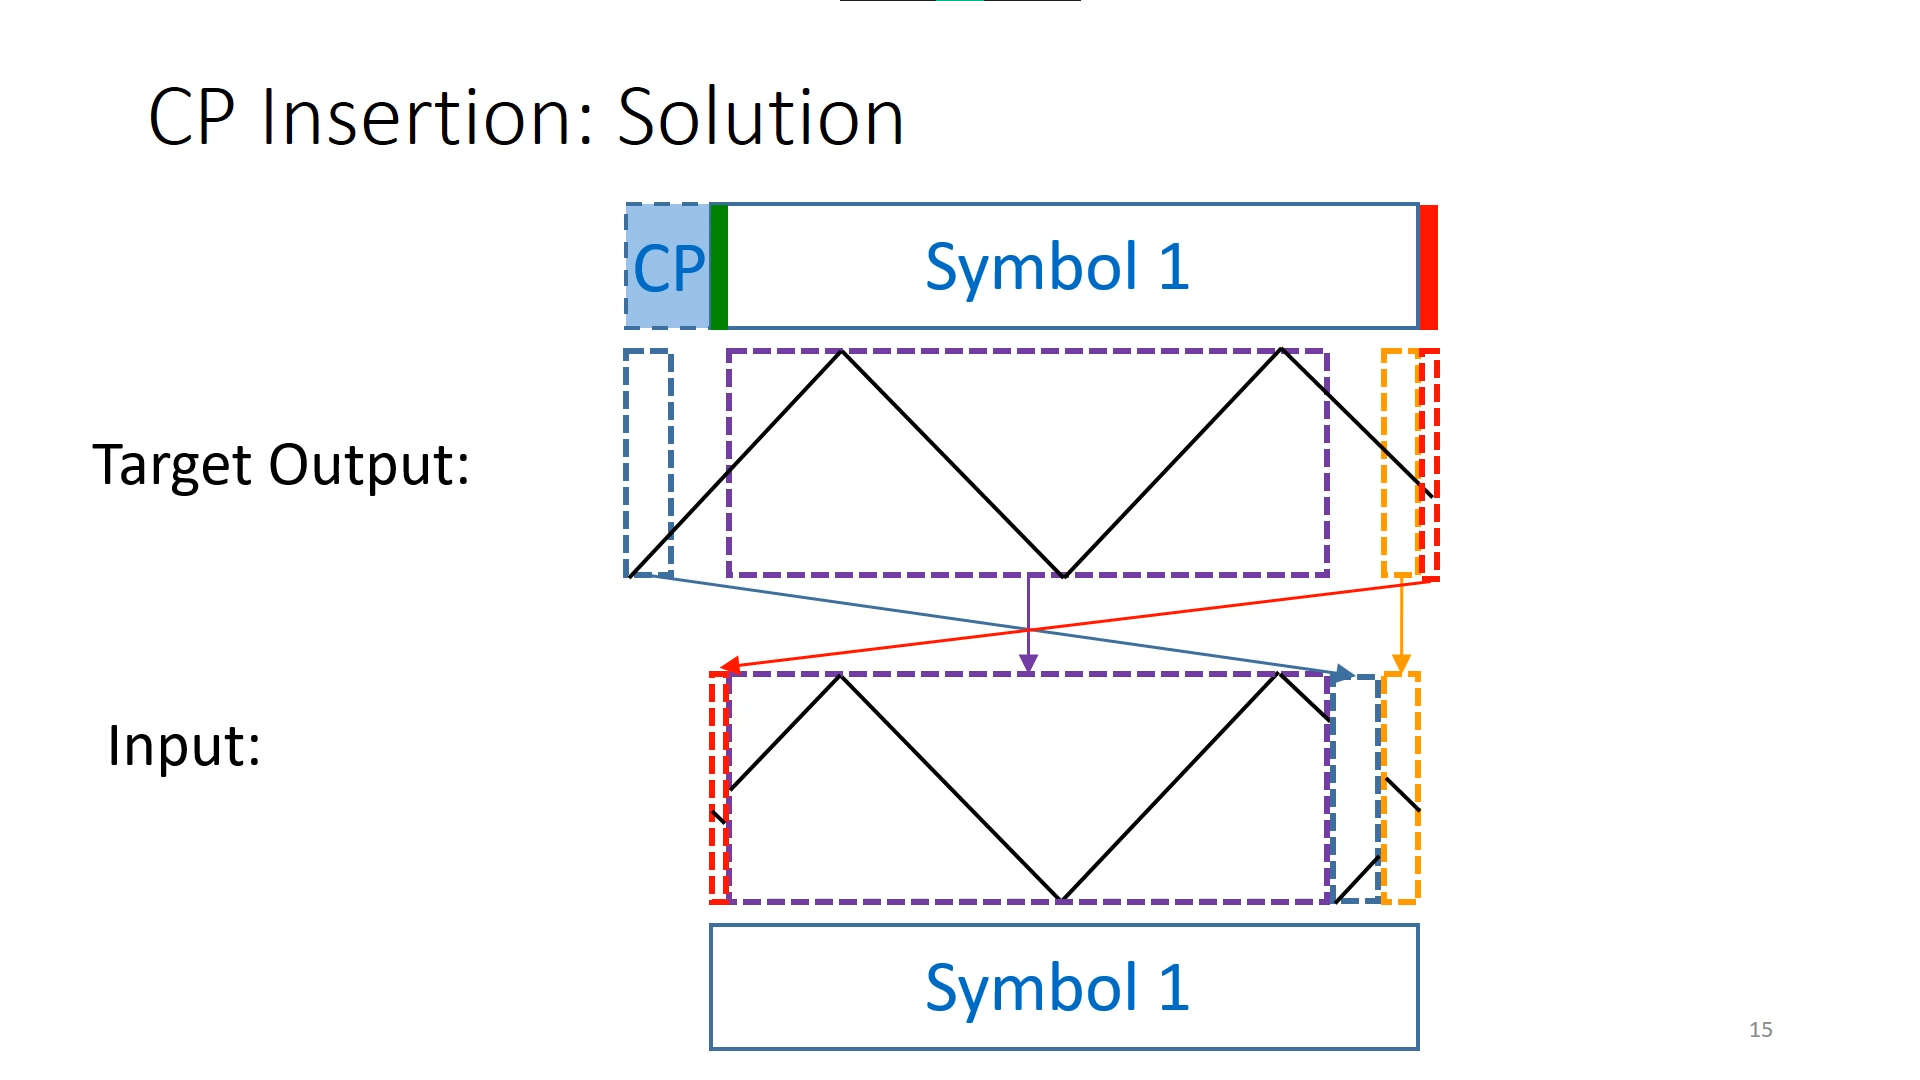 CP Insertion: Solution
CP
Symbol 1
Target Output:
Input:
Symbol 1
15